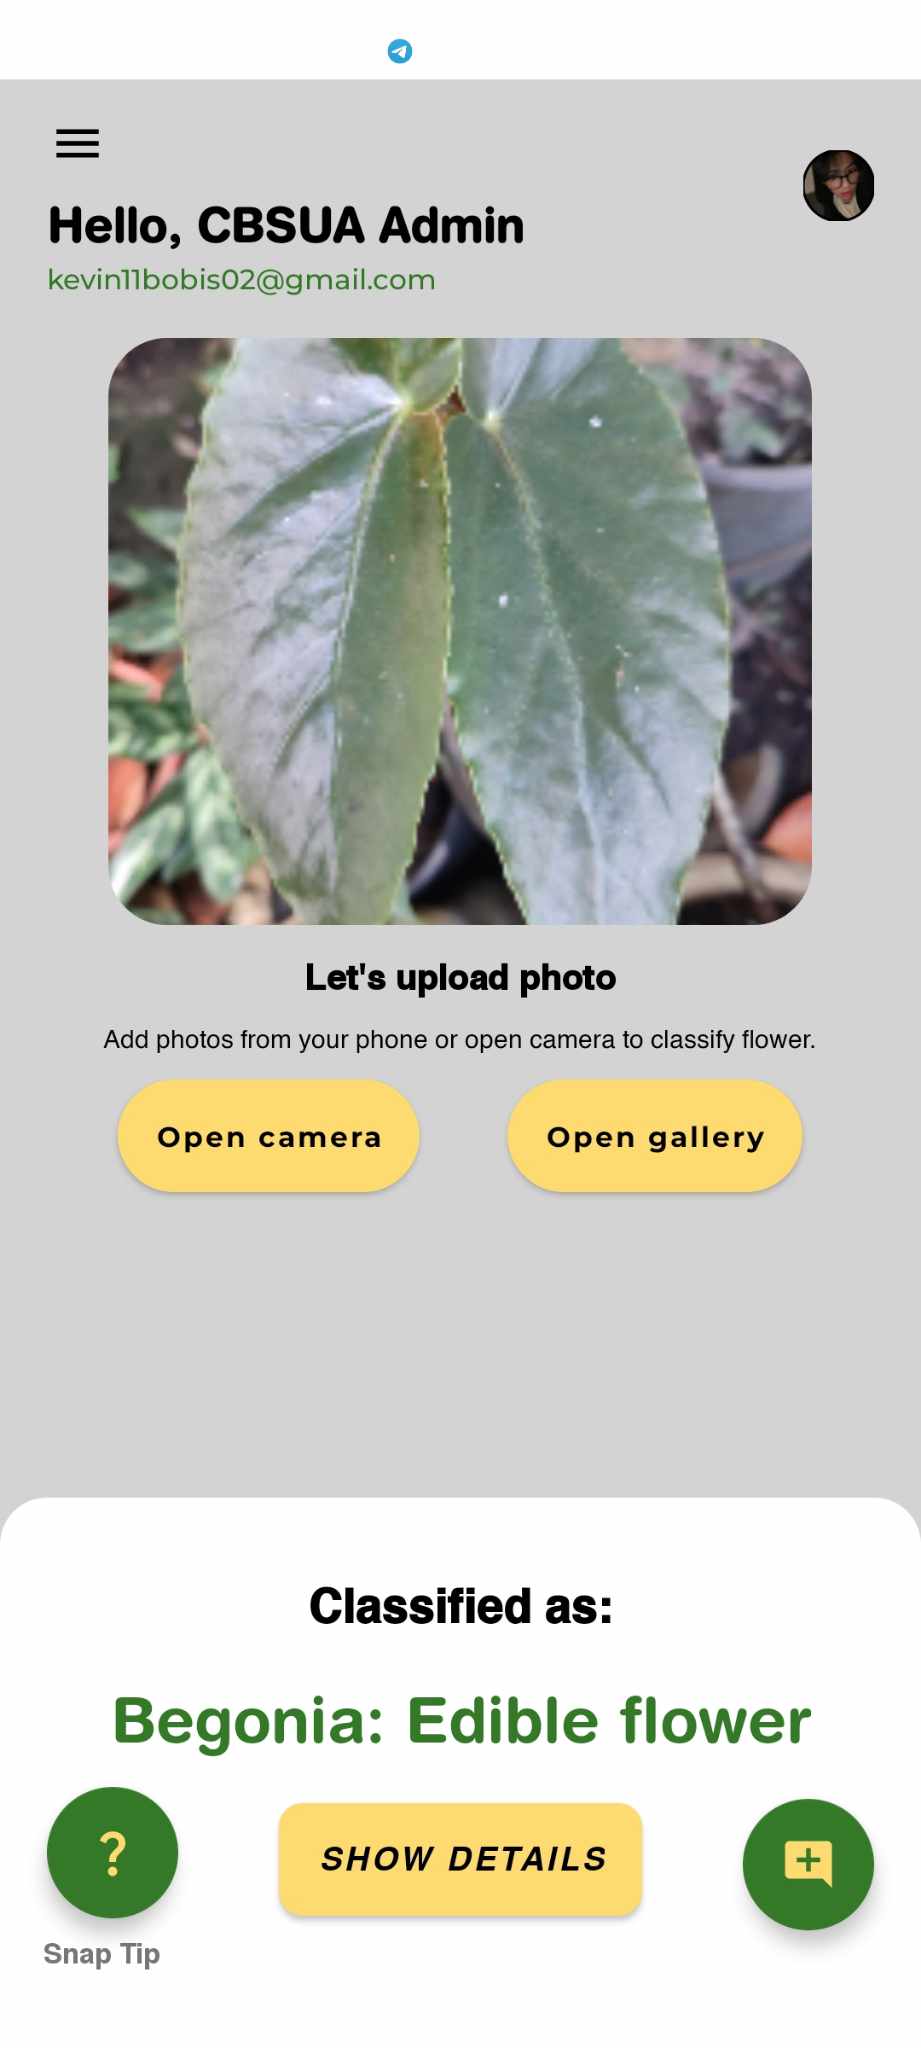 Hello, CBSUA Admin
kevin11bobis02@gmail.com
Let's upload photo
Add photos from your phone or open camera to classify flower.
Open camera
Open gallery
Classified as:
Begonia: Edible flower
?
SHOW DETAILS
Snap Tip